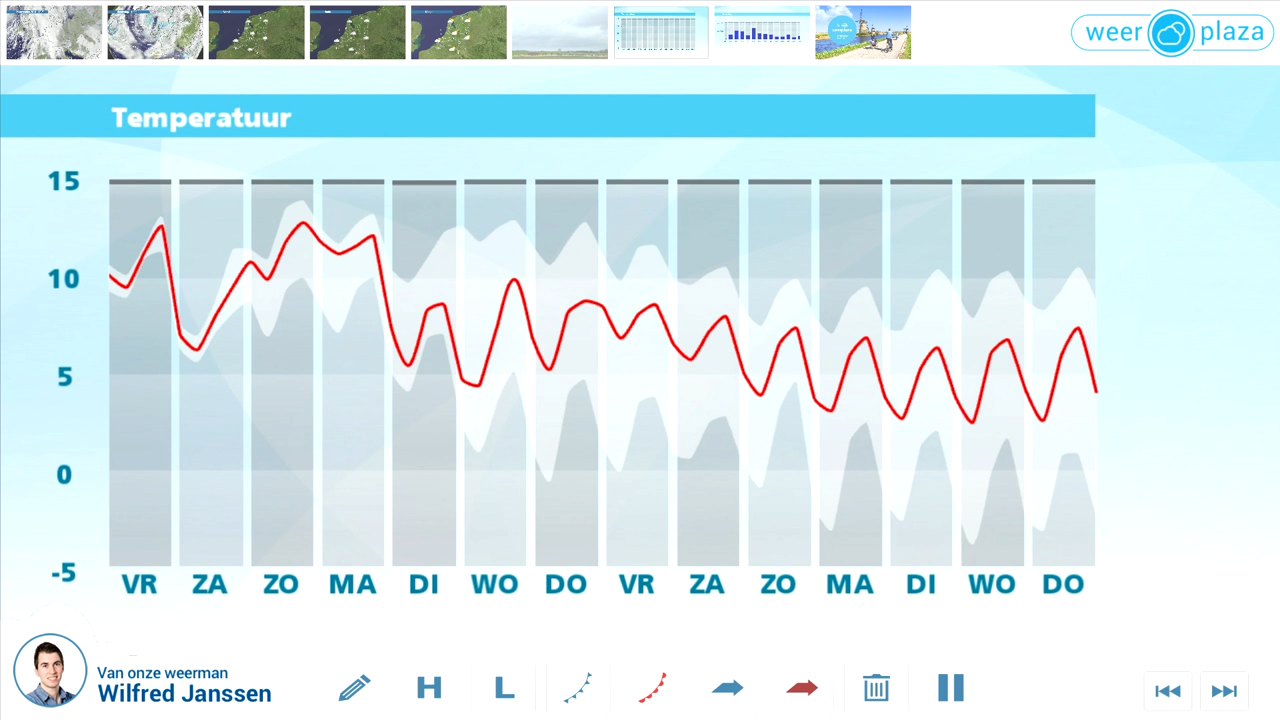 weer plaza
Temperatuur
15
10
5
0
-5
VR ZA ZO MA DI WO DO VR ZA ZO MA DI WO DO
Van onze weerman
Wilfred Janssen
H L